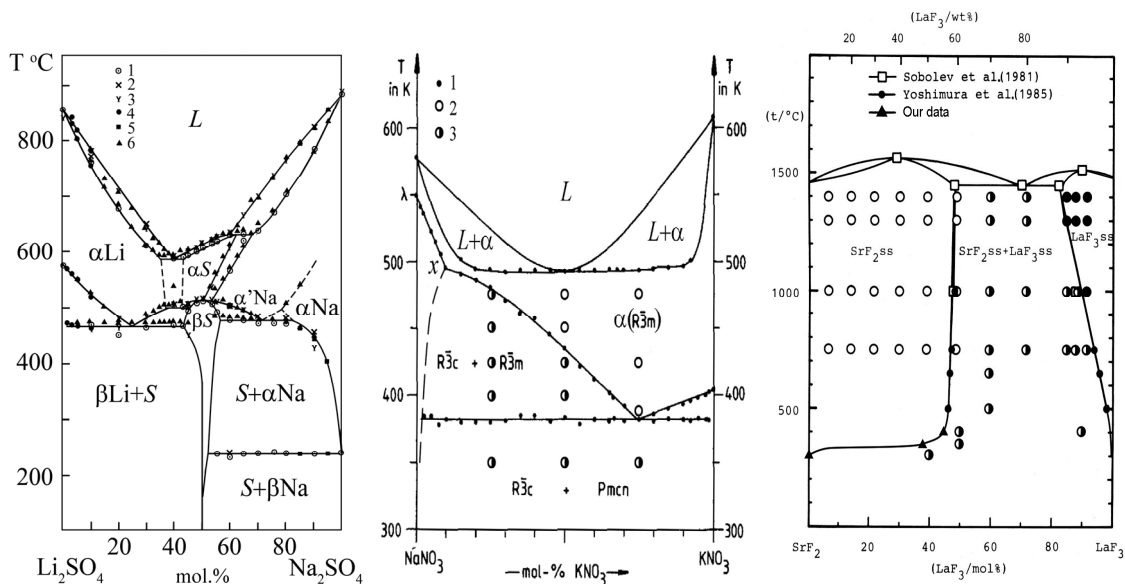 T °C
800
600
400
200
1
2
3
4
5
6
L
αLi
αS
α'Na
αNa
βS
βLi+S
S+αNa
S+βNa
20 40 60 80
Li₂SO₄ mol.% Na₂SO₄
T
in K
600
λ
500
x
400
300
1
2
3
L
L+α
L+α
α(R3̄m)
R3̄c + R3̄m
R3̄c + Pmcn
T
in K
600
500
400
300
NaNO₃ —mol-% KNO₃→ KNO₃
(LaF₃/wt%)
20 40 60 80
Sobolev et al.(1981)
Yoshimura et al.(1985)
Our data
(t/°C)
1500
1000
500
SrF₂ss
SrF₂ss+LaF₃ss
LaF₃ss
SrF₂ 20 40 60 80 LaF₃
(LaF₃/mol%)